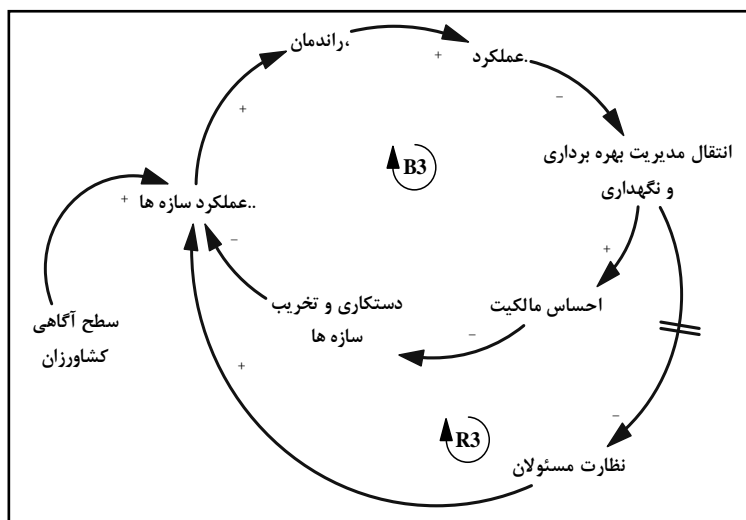 راندمان،
+
عملکرد.
+
−
انتقال مدیریت بهره برداری
و نگهداری
B3
عملکرد سازه ها..
+
−
+
احساس مالکیت
دستکاری و تخریب
سازه ها
سطح آگاهی
کشاورزان
−
+
−
R3
نظارت مسئولان